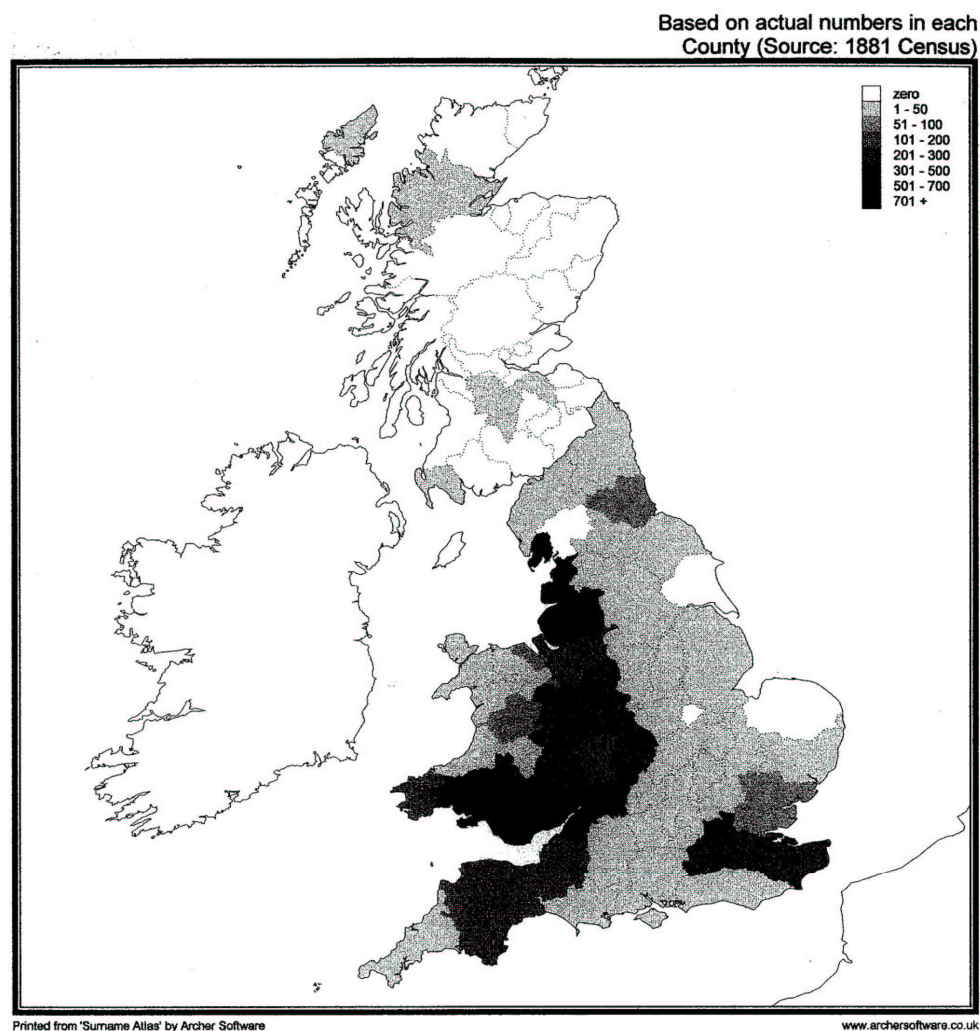 Based on actual numbers in each
County (Source: 1881 Census)
zero
1 - 50
51 - 100
101 - 200
201 - 300
301 - 500
501 - 700
701 +
Printed from 'Surname Atlas' by Archer Software
www.archersoftware.co.uk